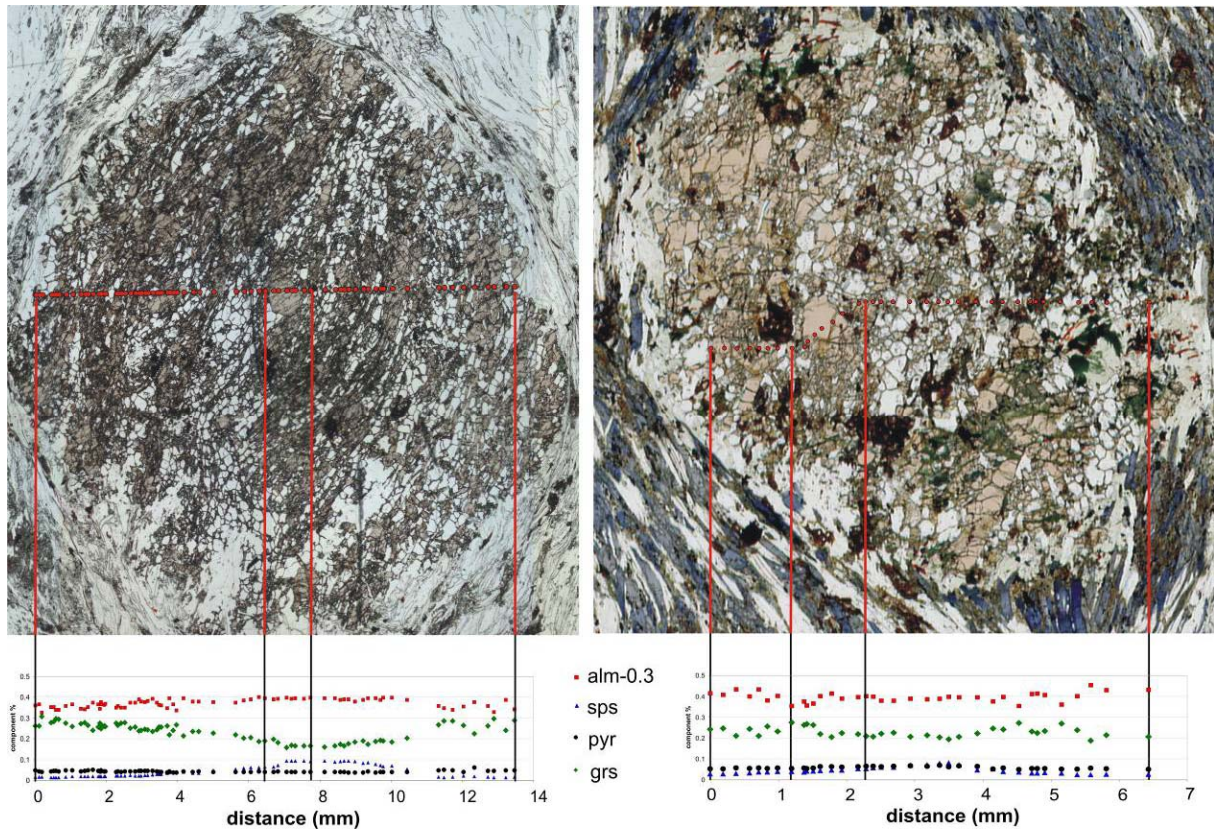 0.5
0.4
0.3
0.2
0.1
0
component %
0 2 4 6 8 10 12 14
distance (mm)
alm-0.3
sps
pyr
grs
0.5
0.4
0.3
0.2
0.1
0
component %
0 1 2 3 4 5 6 7
distance (mm)